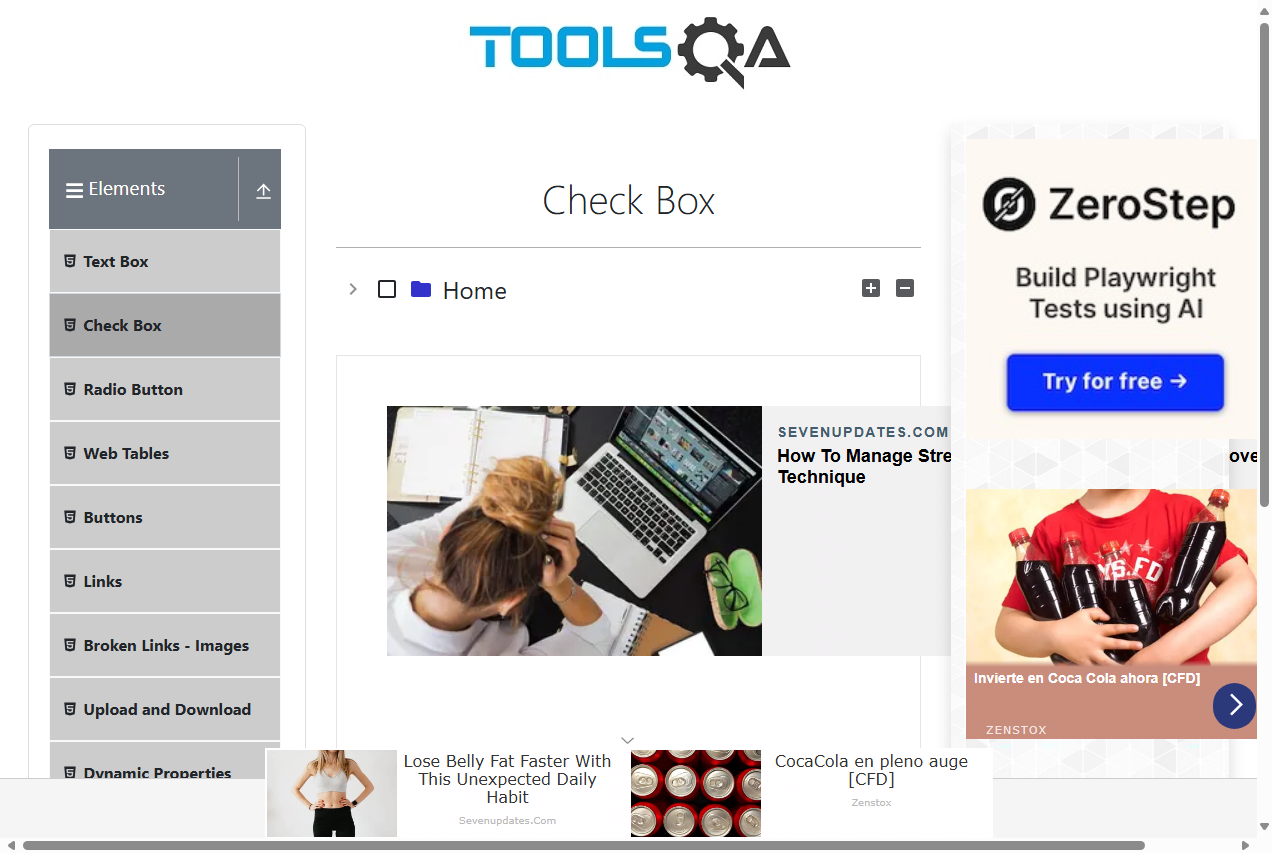 TOOLSQA
Elements
Text Box
Check Box
Radio Button
Web Tables
Buttons
Links
Broken Links - Images
Upload and Download
Dynamic Properties
Check Box
Home
SEVENUPDATES.COM
How To Manage Stre
Technique
ZeroStep
Build Playwright
Tests using AI
Try for free →
ove
YS.FD
Invierte en Coca Cola ahora [CFD]
ZENSTOX
Lose Belly Fat Faster With
This Unexpected Daily
Habit
Sevenupdates.Com
CocaCola en pleno auge
[CFD]
Zenstox